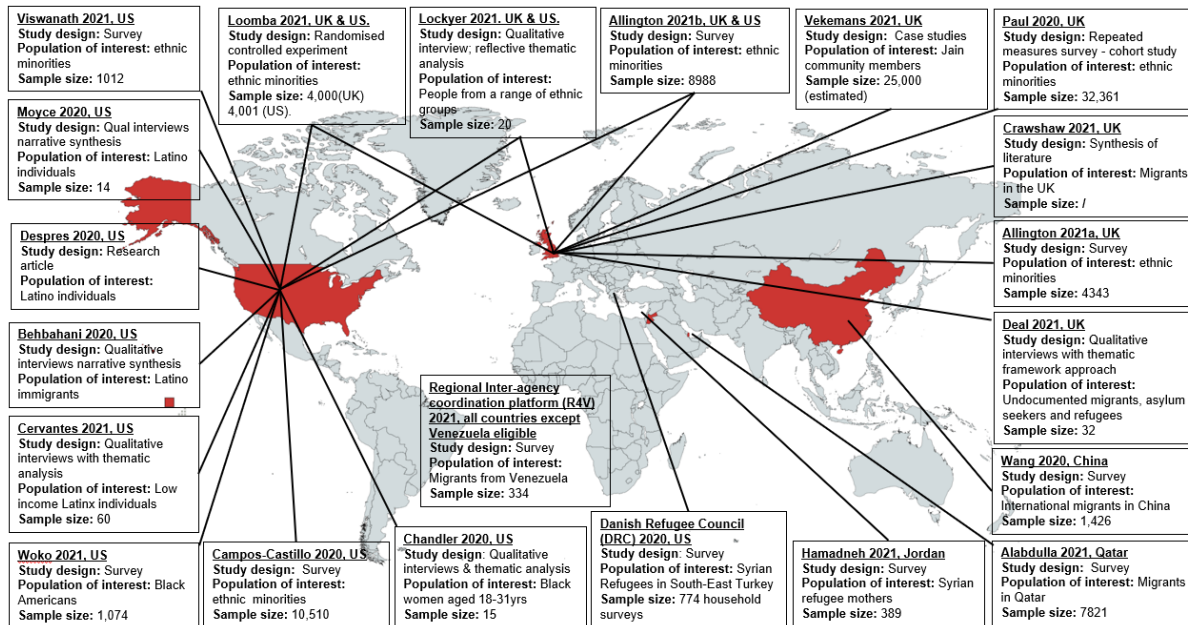 Viswanath 2021, US
Study design: Survey
Population of interest: ethnic
minorities
Sample size: 1012
Loomba 2021, UK & US.
Study design: Randomised
controlled experiment
Population of interest:
ethnic minorities
Sample size: 4,000(UK)
4,001 (US).
Lockyer 2021. UK & US.
Study design: Qualitative
interview; reflective thematic
analysis
Population of interest:
People from a range of ethnic
groups
Sample size: 20
Allington 2021b, UK & US
Study design: Survey
Population of interest: ethnic
minorities
Sample size: 8988
Vekemans 2021, UK
Study design: Case studies
Population of interest: Jain
community members
Sample size: 25,000
(estimated)
Paul 2020, UK
Study design: Repeated
measures survey - cohort study
Population of interest: ethnic
minorities
Sample size: 32,361
Moyce 2020, US
Study design: Qual interviews
narrative synthesis
Population of interest: Latino
individuals
Sample size: 14
Crawshaw 2021, UK
Study design: Synthesis of
literature
Population of interest: Migrants
in the UK
Sample size: /
Despres 2020, US
Study design: Research
article
Population of interest:
Latino individuals
Allington 2021a, UK
Study design: Survey
Population of interest: ethnic
minorities
Sample size: 4343
Behbahani 2020, US
Study design: Qualitative
interviews narrative synthesis
Population of interest: Latino
immigrants
Deal 2021, UK
Study design: Qualitative
interviews with thematic
framework approach
Population of interest:
Undocumented migrants, asylum
seekers and refugees
Sample size: 32
Regional Inter-agency
coordination platform (R4V)
2021, all countries except
Venezuela eligible
Study design: Survey
Population of interest:
Migrants from Venezuela
Sample size: 334
Cervantes 2021, US
Study design: Qualitative
interviews with thematic
analysis
Population of interest: Low
income Latinx individuals
Sample size: 60
Wang 2020, China
Study design: Survey
Population of interest:
International migrants in China
Sample size: 1,426
Woko 2021, US
Study design: Survey
Population of interest: Black
Americans
Sample size: 1,074
Campos-Castillo 2020, US
Study design: Survey
Population of interest:
ethnic minorities
Sample size: 10,510
Chandler 2020, US
Study design: Qualitative
interviews & thematic analysis
Population of interest: Black
women aged 18-31yrs
Sample size: 15
Danish Refugee Council
(DRC) 2020, US
Study design: Survey
Population of interest: Syrian
Refugees in South-East Turkey
Sample size: 774 household
surveys
Hamadneh 2021, Jordan
Study design: Survey
Population of interest: Syrian
refugee mothers
Sample size: 389
Alabdulla 2021, Qatar
Study design: Survey
Population of interest: Migrants
in Qatar
Sample size: 7821